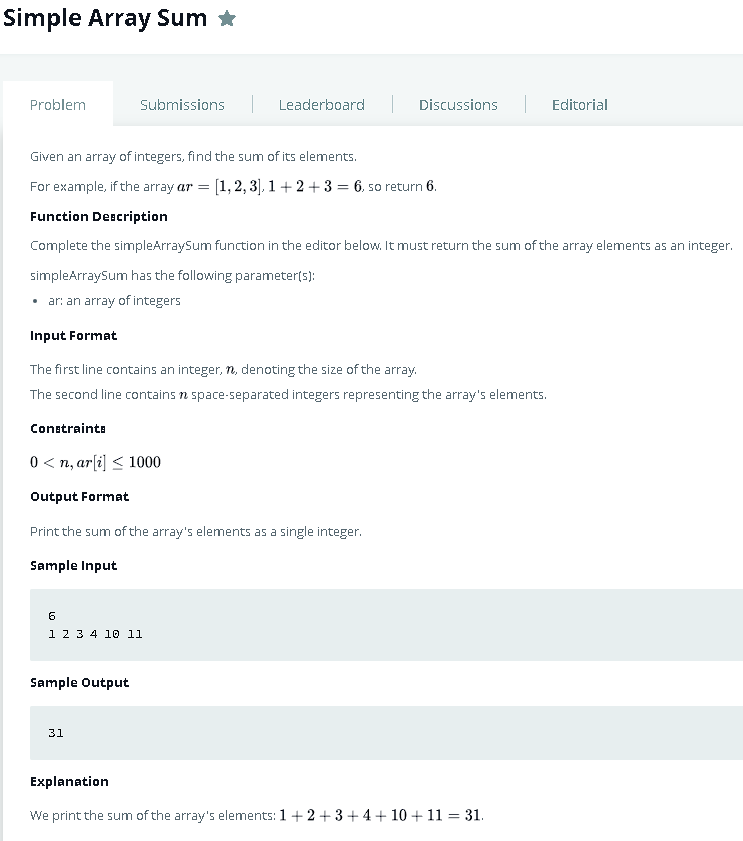 Simple Array Sum
Problem Submissions Leaderboard Discussions Editorial
Given an array of integers, find the sum of its elements.
For example, if the array ar = [1, 2, 3], 1 + 2 + 3 = 6, so return 6.
Function Description
Complete the simpleArraySum function in the editor below. It must return the sum of the array elements as an integer.
simpleArraySum has the following parameter(s):
• ar: an array of integers
Input Format
The first line contains an integer, n, denoting the size of the array.
The second line contains n space-separated integers representing the array's elements.
Constraints
0 < n, ar[i] ≤ 1000
Output Format
Print the sum of the array's elements as a single integer.
Sample Input
6
1 2 3 4 10 11
Sample Output
31
Explanation
We print the sum of the array's elements: 1 + 2 + 3 + 4 + 10 + 11 = 31.